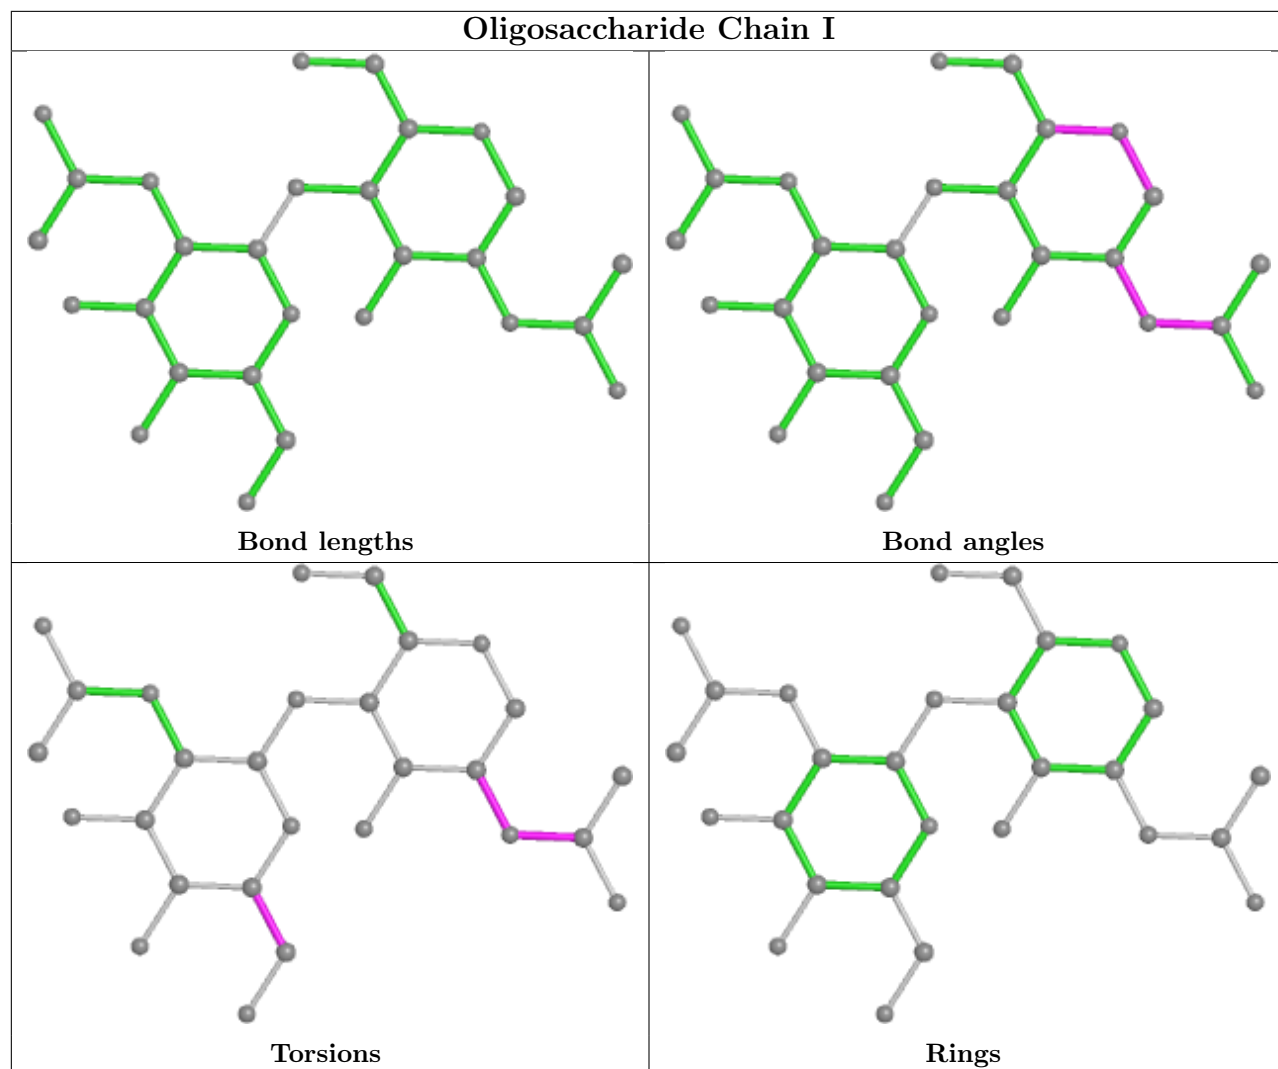 Oligosaccharide Chain I
Bond lengths
Bond angles
Torsions
Rings